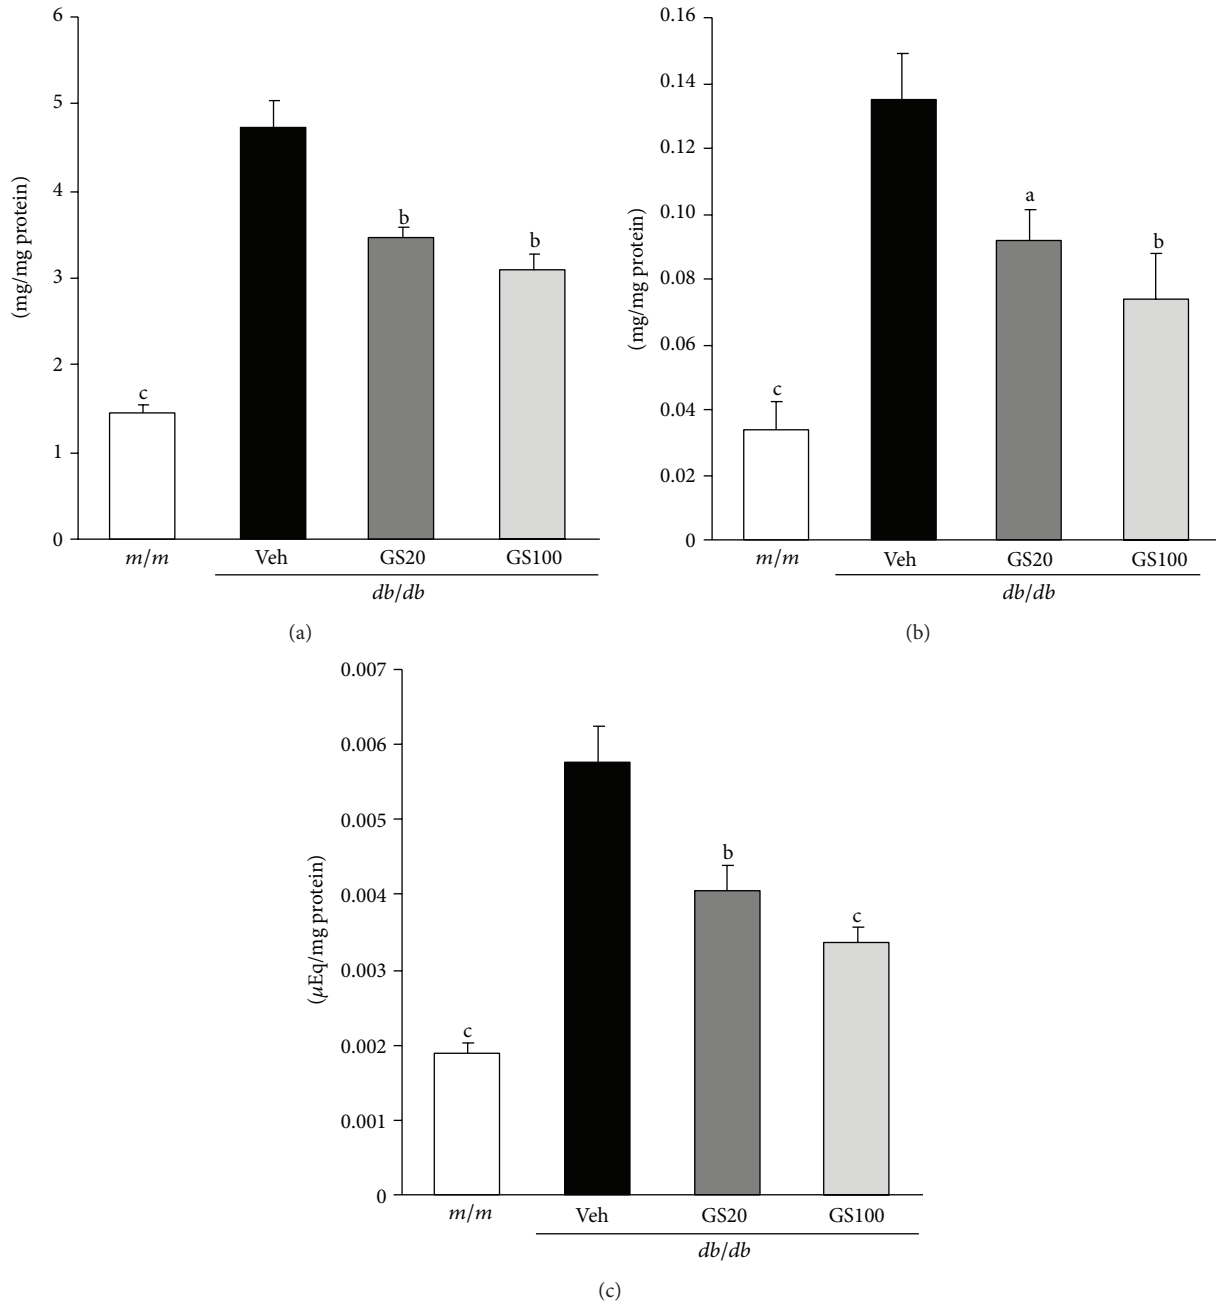 6
5
4
3
2
1
0
(mg/mg protein)
c
b
b
m/m
Veh
GS20
GS100
db/db
(a)
0.16
0.14
0.12
0.10
0.08
0.06
0.04
0.02
0
(mg/mg protein)
c
a
b
m/m
Veh
GS20
GS100
db/db
(b)
0.007
0.006
0.005
0.004
0.003
0.002
0.001
0
(μEq/mg protein)
c
b
c
m/m
Veh
GS20
GS100
db/db
(c)